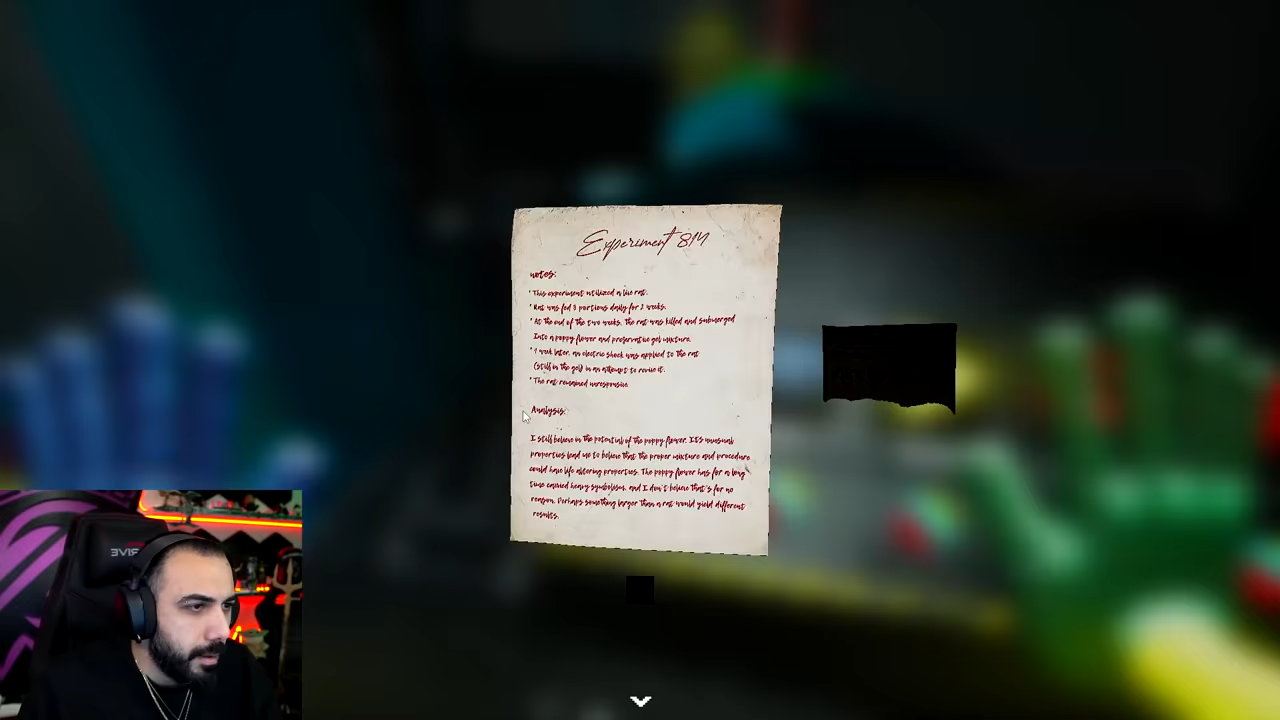 Experiment 814
notes:
* This experiment utilized a live rat.
* Rat was fed 3 portions daily for 2 weeks.
* At the end of the two weeks, the rat was killed and submerged
Into a poppy flower and preservative gel mixture.
* 1 week later, an electric shock was applied to the rat
(still in the gel) in an attempt to revive it.
* The rat remained unresponsive.
Analysis:
I still believe in the potential of the poppy flower. It's unusual
properties lead me to believe that the proper mixture and procedure
could have life altering properties. The poppy flower has for a long
time carried heavy symbolism, and I don't believe that's for no
reason. Perhaps something larger than a rat would yield different
results.